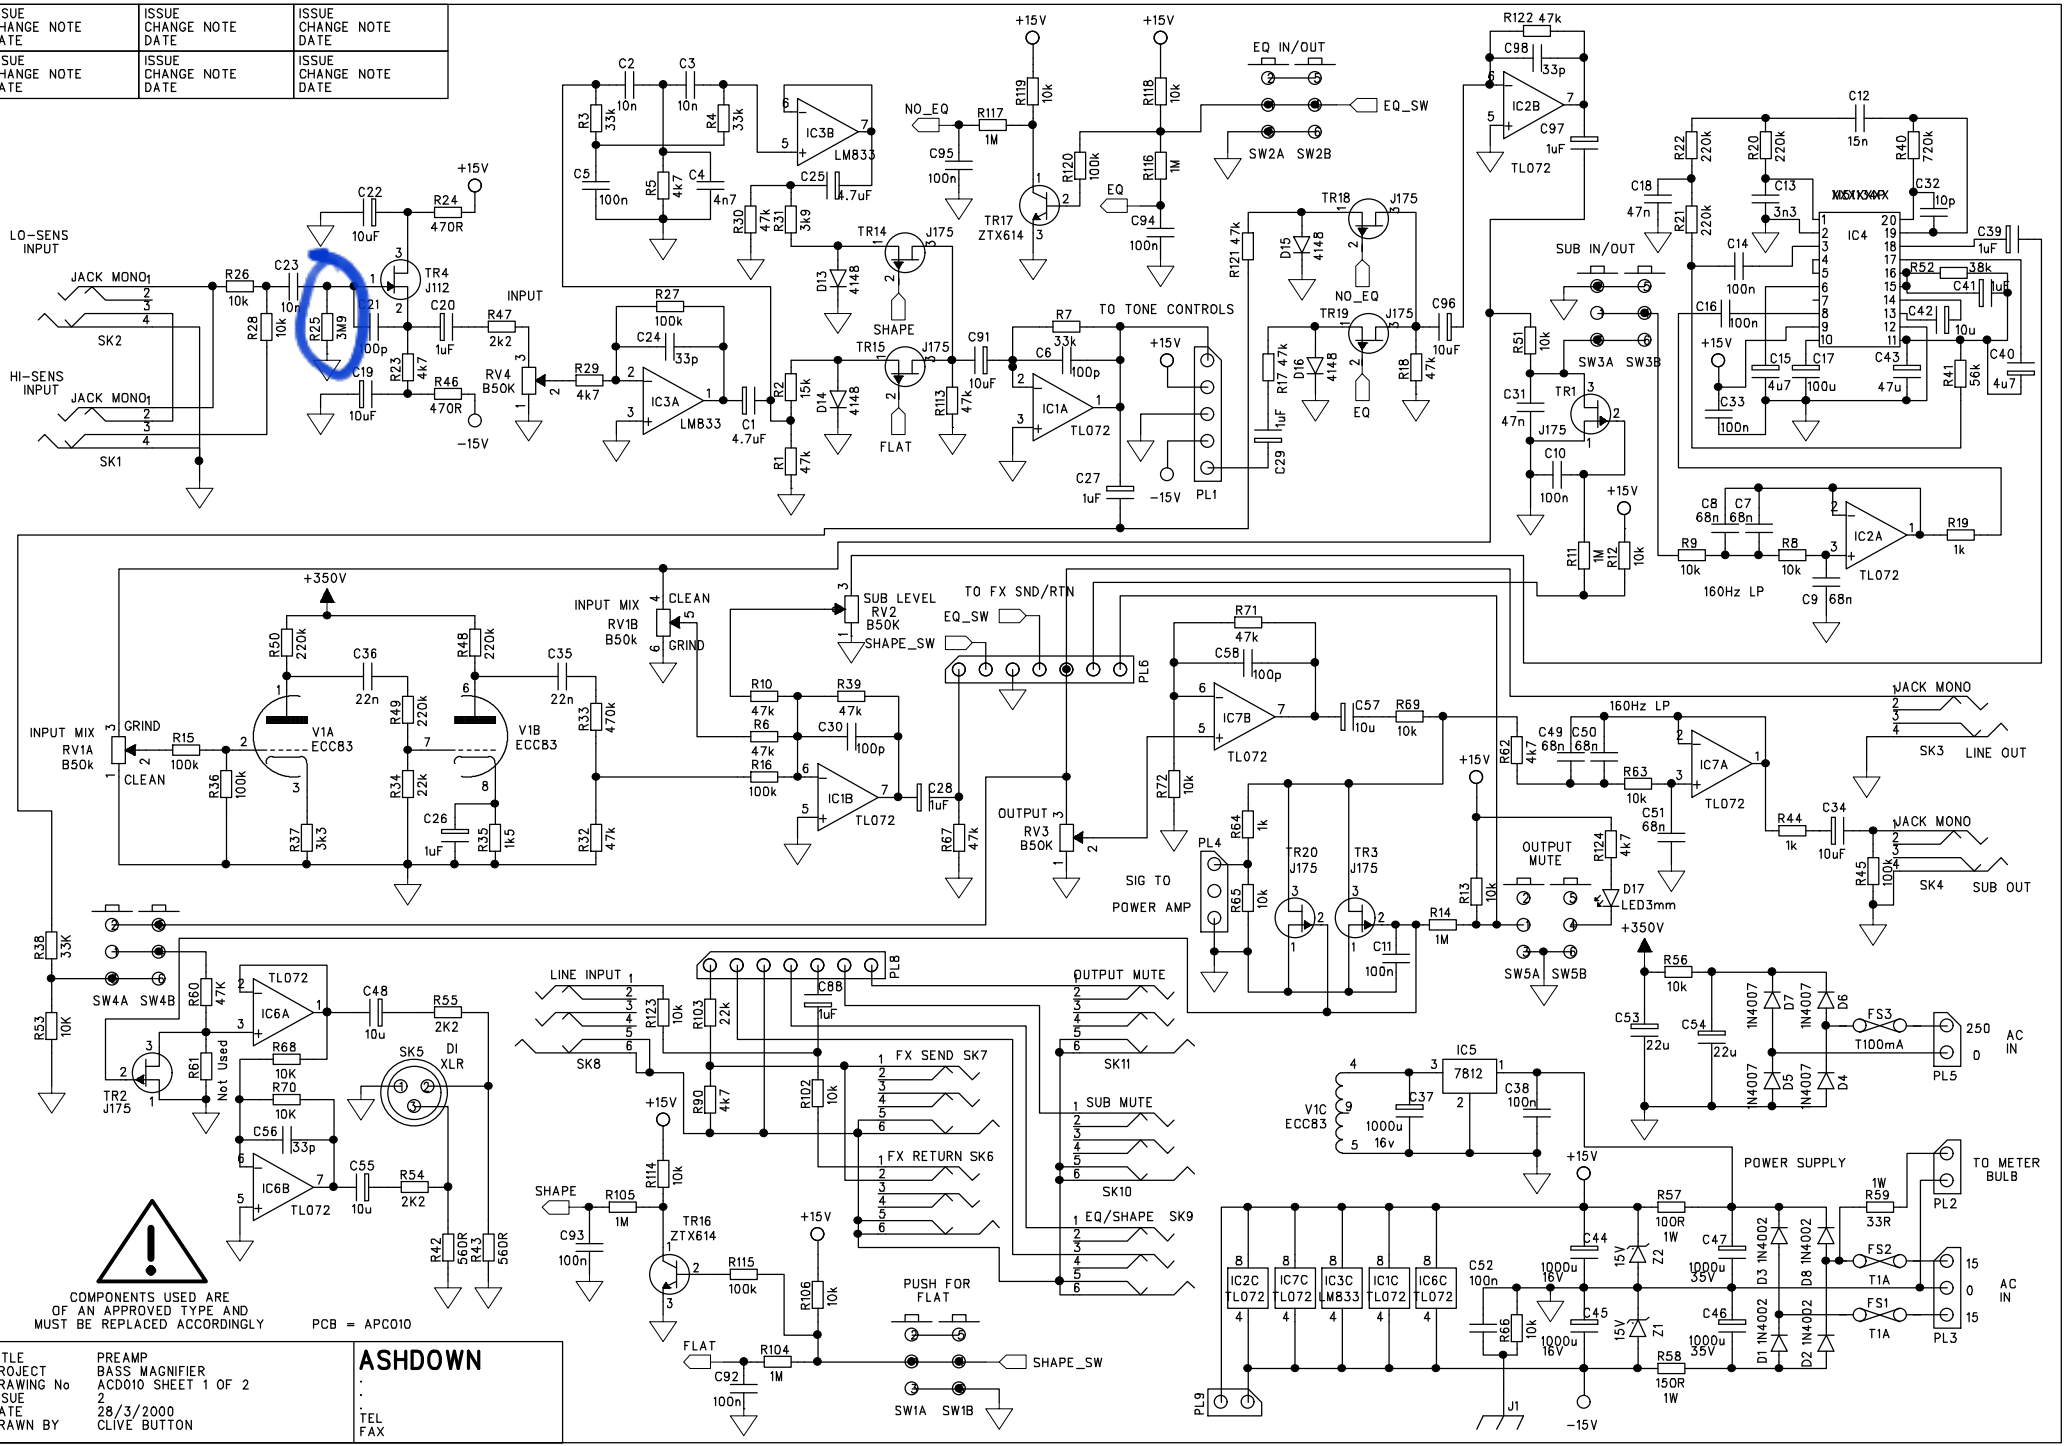 ISSUE ISSUE ISSUE
CHANGE NOTE CHANGE NOTE CHANGE NOTE
DATE DATE DATE
ISSUE ISSUE ISSUE
CHANGE NOTE CHANGE NOTE CHANGE NOTE
DATE DATE DATE
LO-SENS
INPUT
JACK MONO
SK2
HI-SENS
INPUT
JACK MONO
SK1
R26
10k
R28
10k
C23
10n
R25
3M9
C22
10uF
R24
470R
+15V
TR4
J112
C21
100p
C20
1uF
R23
4k7
C19
10uF
R46
470R
-15V
R47
2k2
INPUT
RV4
B50K
R29
4k7
R27
100k
C24
33p
IC3A
LM833
C1
4.7uF
C2
10n
C3
10n
R3
33k
R4
33k
C5
100n
R5
4k7
C4
4n7
IC3B
LM833
C25
4.7uF
R30
47k
R31
3k9
TR14
J175
D13
4148
SHAPE
TR15
J175
R2
15k
D14
4148
FLAT
R1
47k
R113
47k
C91
10uF
R7
33k
C6
100p
IC1A
TL072
C27
1uF
TO TONE CONTROLS
+15V
-15V
PL1
NO_EQ
R117
1M
C95
100n
+15V
R119
10k
TR17
ZTX614
R120
100k
+15V
R118
10k
R116
1M
EQ
C94
100n
EQ IN/OUT
EQ_SW
SW2A SW2B
R121 47k
D15
4148
TR18
J175
NO_EQ
TR19
J175
R17 47k
D16
4148
EQ
C29
1uF
R18
47k
C96
10uF
R122 47k
C98
33p
IC2B
TL072
C97
1uF
SUB IN/OUT
SW3A SW3B
R51
10k
C31
47n
TR1
J175
C10
100n
R11
1M
R12
10k
+15V
R22
220k
R20
220k
C12
15n
R40
720k
C18
47n
R21
220k
C13
3n3
C32
10p
IC4
C14
100n
C16
100n
+15V
C33
100n
C15
4u7
C17
100u
C43
47u
R41
56k
C40
4u7
C39
1uF
R52
38k
C41
1uF
C42
10u
C8
68n
C7
68n
R9
10k
R8
10k
C9
68n
IC2A
TL072
R19
1k
160Hz LP
+350V
R50
220k
C36
22n
R48
220k
C35
22n
R49
220k
R33
470k
INPUT MIX
RV1A
B50k
GRIND
CLEAN
R15
100k
R36
100k
V1A
ECC83
R37
3k3
R34
22k
V1B
ECC83
C26
1uF
R35
1k5
R32
47k
INPUT MIX
RV1B
B50k
CLEAN
GRIND
SUB LEVEL
RV2
B50K
R10
47k
R6
47k
R16
100k
R39
47k
C30
100p
IC1B
TL072
C28
1uF
R67
47k
TO FX SND/RTN
EQ_SW
SHAPE_SW
PL6
OUTPUT
RV3
B50K
R71
47k
C58
100p
IC7B
TL072
R72
10k
C57
10u
R69
10k
R64
1k
PL4
SIG TO
POWER AMP
R65
10k
TR20
J175
TR3
J175
C11
100n
R14
1M
R13
10k
+15V
OUTPUT
MUTE
SW5A SW5B
R124
4k7
D17
LED3mm
160Hz LP
R62
4k7
C49
68n
C50
68n
R63
10k
C51
68n
IC7A
TL072
R44
1k
C34
10uF
R45
100k
JACK MONO
SK3 LINE OUT
JACK MONO
SK4 SUB OUT
+350V
R56
10k
C53
22u
C54
22u
1N4007 D7
1N4007 D6
1N4007 D5
1N4007 D4
FS3
T100mA
250
0
AC
IN
PL5
R38
33K
R53
10K
SW4A SW4B
R60
47K
R61
Not Used
TR2
J175
TL072
IC6A
R68
10K
R70
10K
C56
33p
IC6B
TL072
C48
10u
R55
2K2
SK5
DI
XLR
C55
10u
R54
2K2
R42
560R
R43
560R
LINE INPUT
SK8
R123
10k
R103
22k
PL8
C88
1uF
R90
4k7
R102
10k
FX SEND SK7
FX RETURN SK6
OUTPUT MUTE
SK11
SUB MUTE
SK10
EQ/SHAPE SK9
+15V
R114
10k
SHAPE
R105
1M
C93
100n
TR16
ZTX614
R115
100k
+15V
R106
10k
PUSH FOR
FLAT
FLAT
R104
1M
C92
100n
SW1A SW1B
SHAPE_SW
V1C
ECC83
C37
1000u
16v
IC5
7812
C38
100n
POWER SUPPLY
+15V
IC2C
TL072
IC7C
TL072
IC3C
LM833
IC1C
TL072
IC6C
TL072
PL9
C52
100n
R66
10k
J1
C44
1000u
16V
C45
1000u
16V
15V Z2
15V Z1
R57
100R
1W
R58
150R
1W
-15V
C47
1000u
35V
C46
1000u
35V
D3 1N4002
D8 1N4002
D1 1N4002
D2 1N4002
1W
R59
33R
TO METER
BULB
PL2
FS2
T1A
FS1
T1A
15
0
15
AC
IN
PL3
COMPONENTS USED ARE
OF AN APPROVED TYPE AND
MUST BE REPLACED ACCORDINGLY
PCB = APC010
TITLE PREAMP
PROJECT BASS MAGNIFIER
DRAWING No ACD010 SHEET 1 OF 2
ISSUE 2
DATE 28/3/2000
DRAWN BY CLIVE BUTTON
ASHDOWN
TEL
FAX